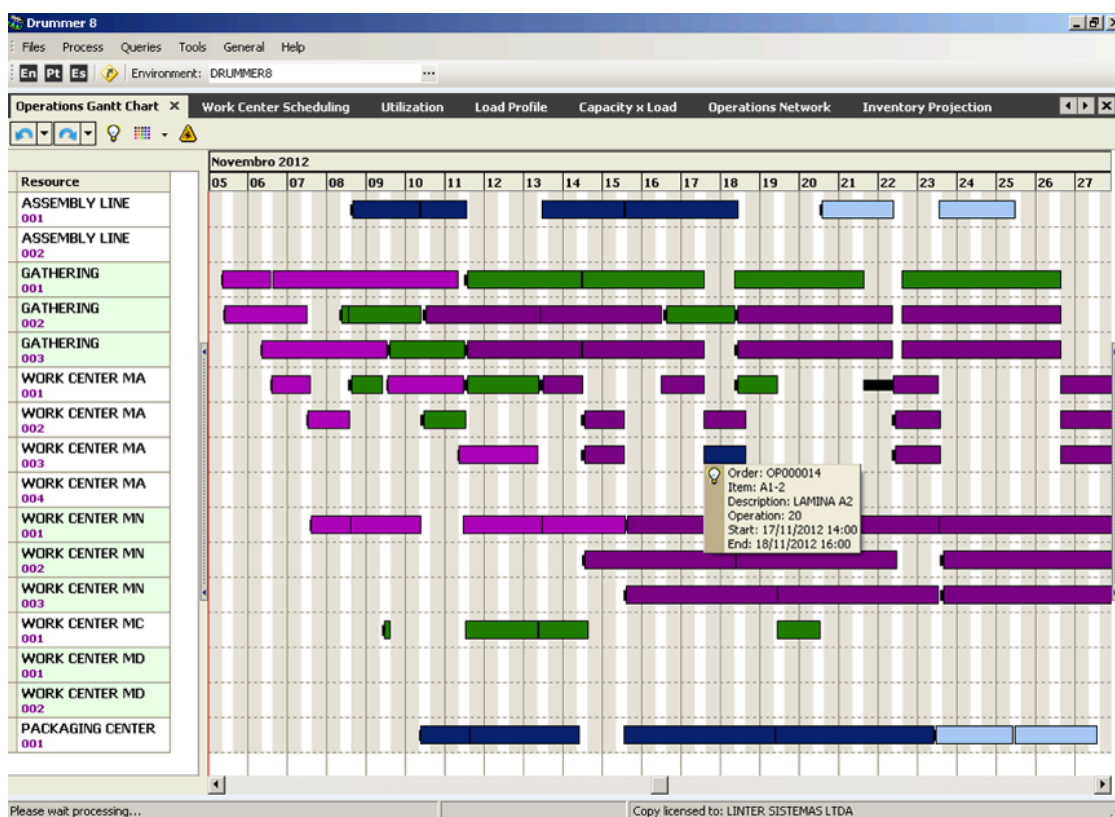 Drummer 8
Files Process Queries Tools General Help
En Pt Es Environment: DRUMMER8 ...
Operations Gantt Chart X Work Center Scheduling Utilization Load Profile Capacity x Load Operations Network Inventory Projection
Novembro 2012
Resource 05 06 07 08 09 10 11 12 13 14 15 16 17 18 19 20 21 22 23 24 25 26 27
ASSEMBLY LINE
001
ASSEMBLY LINE
002
GATHERING
001
GATHERING
002
GATHERING
003
WORK CENTER MA
001
WORK CENTER MA
002
WORK CENTER MA
003
Order: OP000014
Item: A1-2
Description: LAMINA A2
Operation: 20
Start: 17/11/2012 14:00
End: 18/11/2012 16:00
WORK CENTER MA
004
WORK CENTER MN
001
WORK CENTER MN
002
WORK CENTER MN
003
WORK CENTER MC
001
WORK CENTER MD
001
WORK CENTER MD
002
PACKAGING CENTER
001
Please wait processing... Copy licensed to: LINTER SISTEMAS LTDA